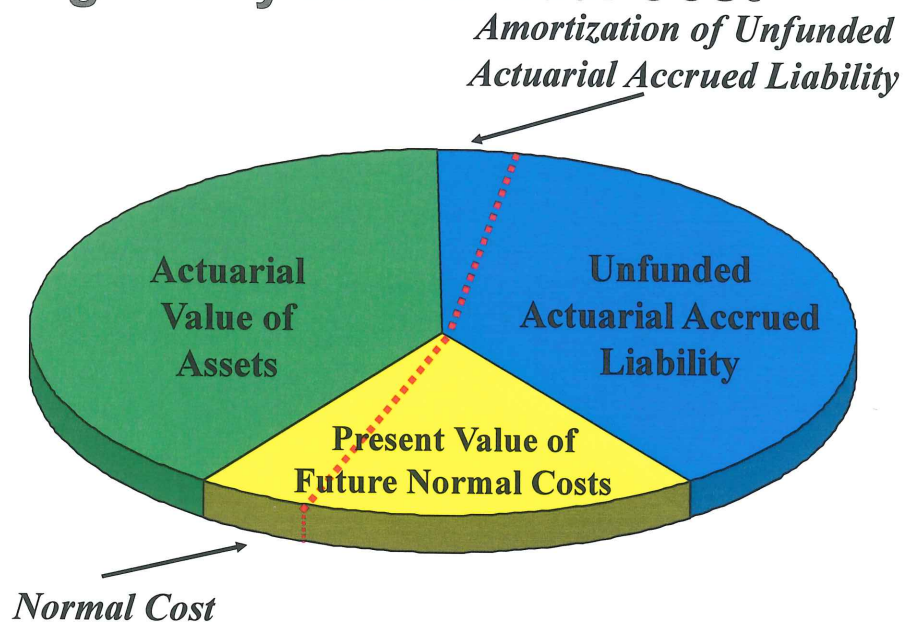 Amortization of Unfunded
Actuarial Accrued Liability
Actuarial
Value of
Assets
Unfunded
Actuarial Accrued
Liability
Present Value of
Future Normal Costs
Normal Cost